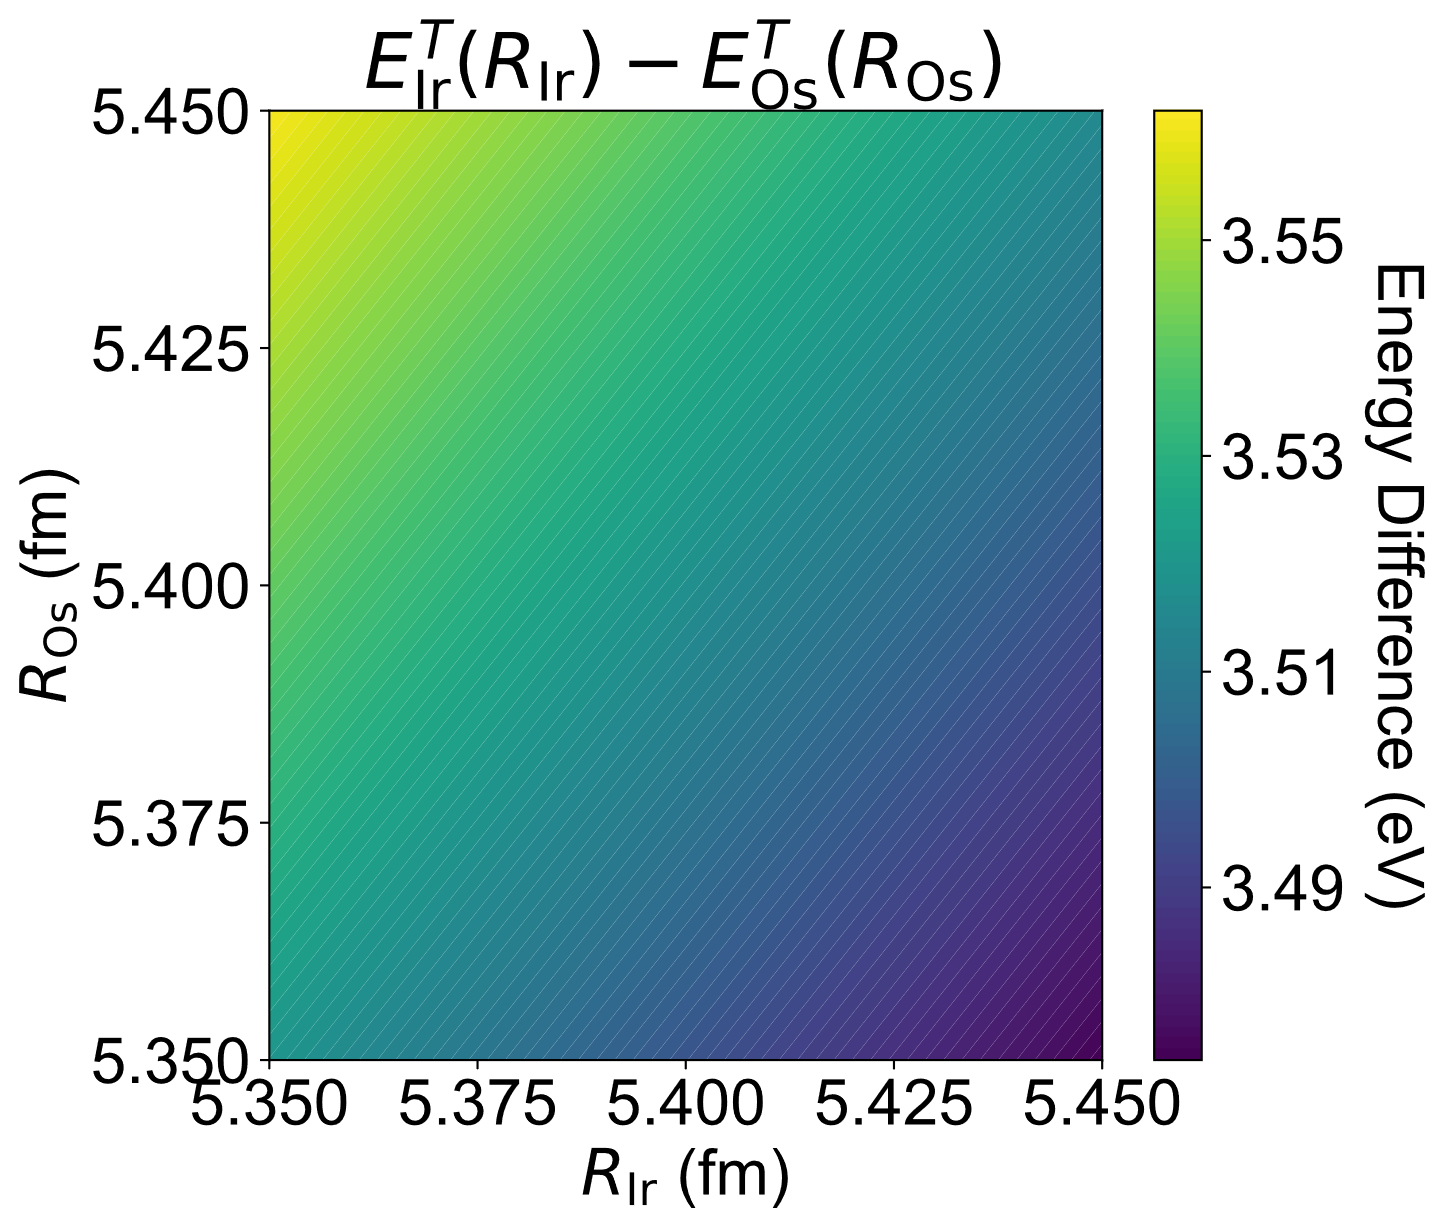 E^T_Ir(R_Ir) − E^T_Os(R_Os)
5.450
5.425
5.400
5.375
5.350
R_Os (fm)
5.350 5.375 5.400 5.425 5.450
R_Ir (fm)
3.55
3.53
3.51
3.49
Energy Difference (eV)